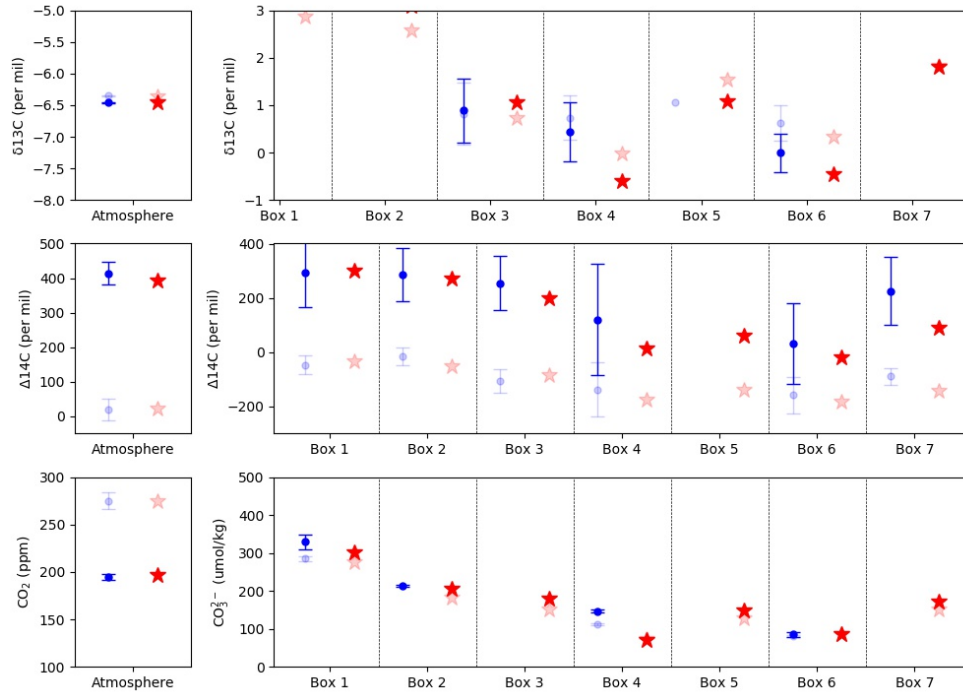 δ13C (per mil)
−5.0
−5.5
−6.0
−6.5
−7.0
−7.5
−8.0
Atmosphere
δ13C (per mil)
3
2
1
0
−1
Box 1 Box 2 Box 3 Box 4 Box 5 Box 6 Box 7
Δ14C (per mil)
500
400
300
200
100
0
Atmosphere
Δ14C (per mil)
400
200
0
−200
Box 1 Box 2 Box 3 Box 4 Box 5 Box 6 Box 7
CO₂ (ppm)
300
250
200
150
100
Atmosphere
CO₃²⁻ (umol/kg)
500
400
300
200
100
0
Box 1 Box 2 Box 3 Box 4 Box 5 Box 6 Box 7